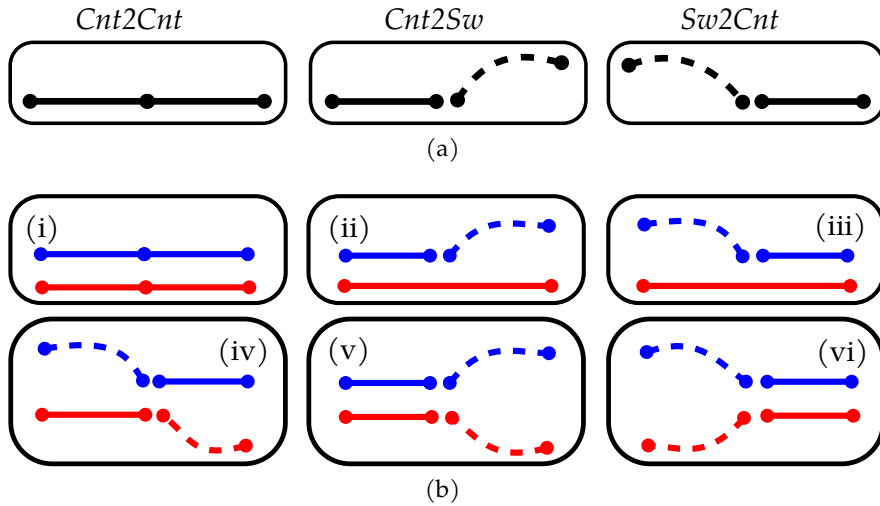 Cnt2Cnt Cnt2Sw Sw2Cnt
(a)
(i) (ii) (iii)
(iv) (v) (vi)
(b)